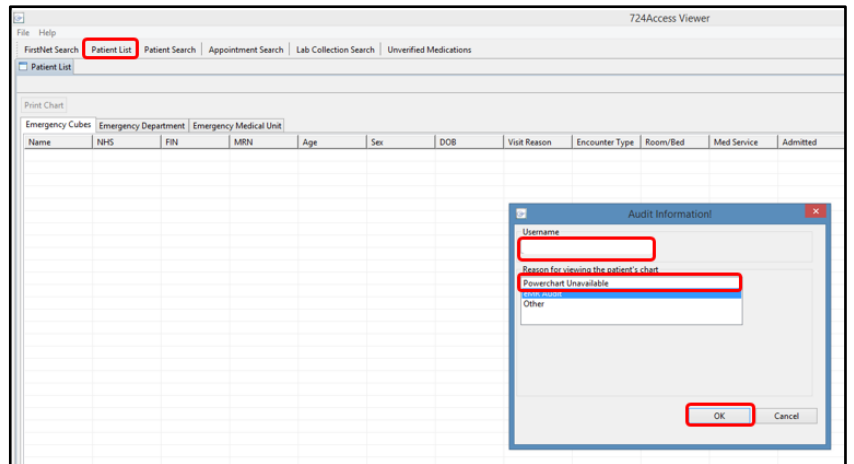 724Access Viewer
File Help
FirstNet Search Patient List Patient Search Appointment Search Lab Collection Search Unverified Medications
Patient List
Print Chart
Emergency Cubes Emergency Department Emergency Medical Unit
Name NHS FIN MRN Age Sex DOB Visit Reason Encounter Type Room/Bed Med Service Admitted
Audit Information!
Username
Reason for viewing the patient's chart
Powerchart Unavailable
Audit
Other
OK Cancel